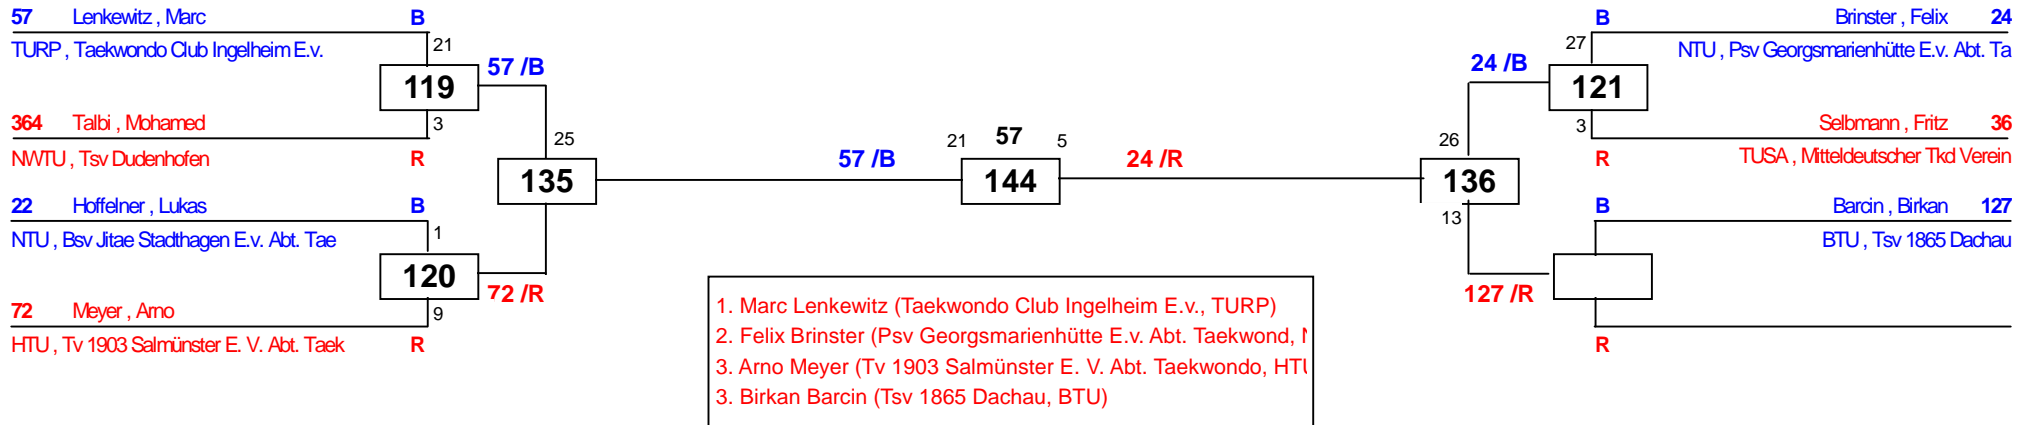 57 Lenkewitz , Marc B
TURP , Taekwondo Club Ingelheim E.v.
21
119
57 /B
3
364 Talbi , Mohamed
NWTU , Tsv Dudenhofen R
25
135
57 /B
22 Hoffelner , Lukas B
NTU , Bsv Jitae Stadthagen E.v. Abt. Tae
1
120
72 /R
9
72 Meyer , Arno
HTU , Tv 1903 Salmünster E. V. Abt. Taek R
21 57 5
144
24 /R
B Brinster , Felix 24
NTU , Psv Georgsmarienhütte E.v. Abt. Ta
27
24 /B
121
3
Selbmann , Fritz 36
R TUSA , Mitteldeutscher Tkd Verein
26
136
13
B Barcin , Birkan 127
BTU , Tsv 1865 Dachau
127 /R
R
1. Marc Lenkewitz (Taekwondo Club Ingelheim E.v., TURP)
2. Felix Brinster (Psv Georgsmarienhütte E.v. Abt. Taekwond,
3. Arno Meyer (Tv 1903 Salmünster E. V. Abt. Taekwondo, HTU
3. Birkan Barcin (Tsv 1865 Dachau, BTU)